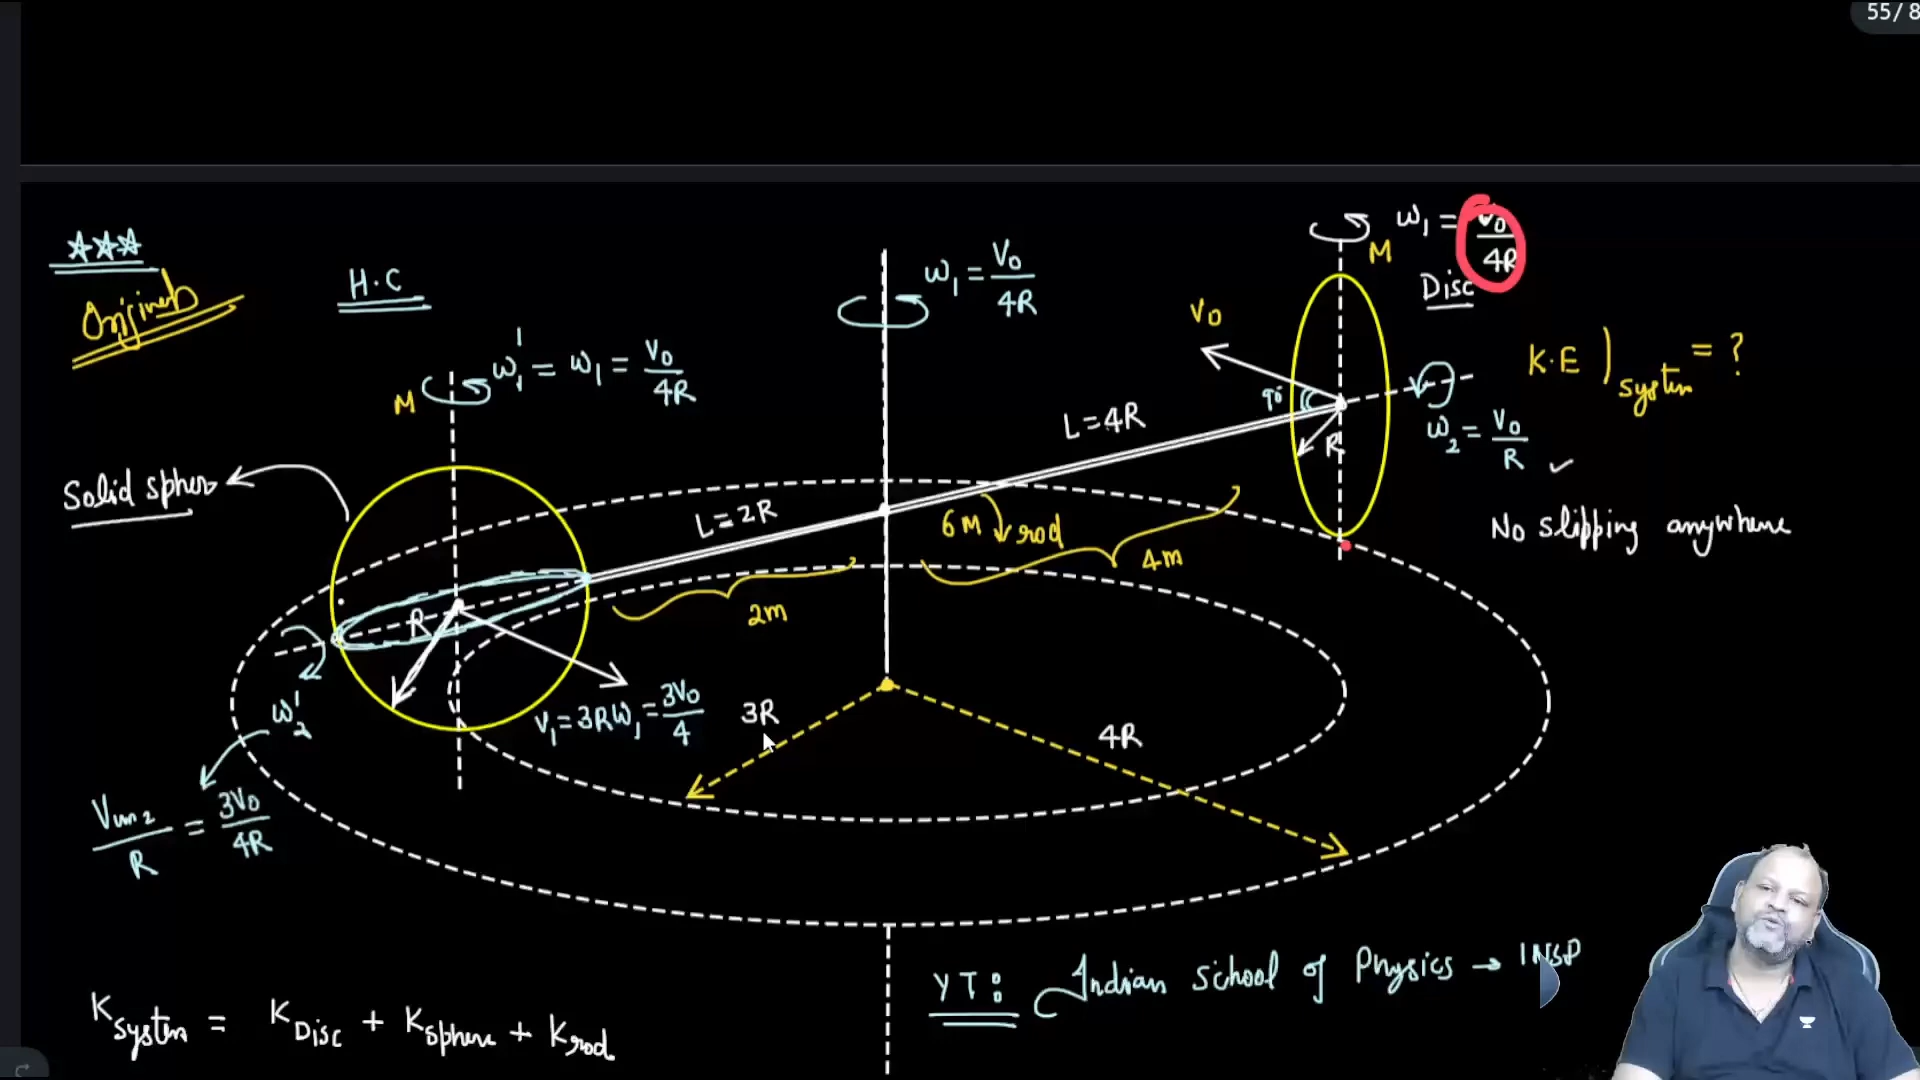 55/8
☆☆☆
Original
H.C
M
ω₁' = ω₁ = V₀/4R
ω₁ = V₀/4R
ω₁ = V₀/4R
M
Disc
V₀
90°
K.E )system = ?
L=4R
R
ω₂ = V₀/R ✓
Solid sphere
L=2R
6M rod
No slipping anywhere
4m
2m
R
ω₂'
V₁ = 3Rω₁ = 3V₀/4
3R
4R
Vcm₂/R = 3V₀/4R
YT: Indian School of Physics → INSP
Ksystem = KDisc + Ksphere + Krod